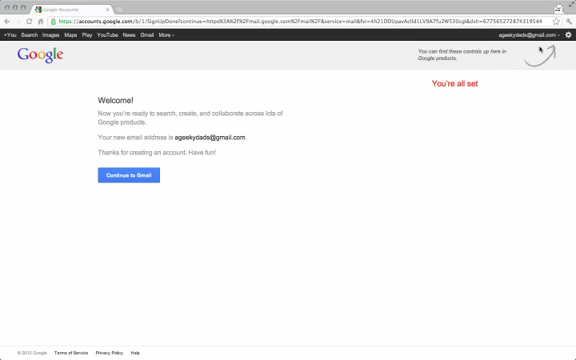 Google Accounts
https://accounts.google.com/b/1/SignUpDone?continue=https%3A%2F%2Fmail.google.com%2Fmail%2F&service=mail
+You Search Images Maps Play YouTube News Gmail More
ageekydads@gmail.com
Google
You can find these controls up here in
Google products.
You're all set
Welcome!
Now you're ready to search, create, and collaborate across lots of
Google products.
Your new email address is ageekydads@gmail.com.
Thanks for creating an account. Have fun!
Continue to Gmail
© 2012 Google Terms of Service Privacy Policy Help